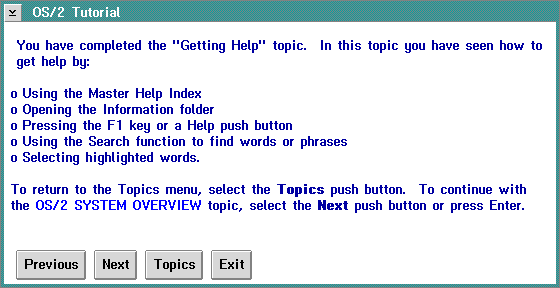 OS/2 Tutorial
You have completed the "Getting Help" topic. In this topic you have seen how to
get help by:
o Using the Master Help Index
o Opening the Information folder
o Pressing the F1 key or a Help push button
o Using the Search function to find words or phrases
o Selecting highlighted words.
To return to the Topics menu, select the Topics push button. To continue with
the OS/2 SYSTEM OVERVIEW topic, select the Next push button or press Enter.
Previous Next Topics Exit